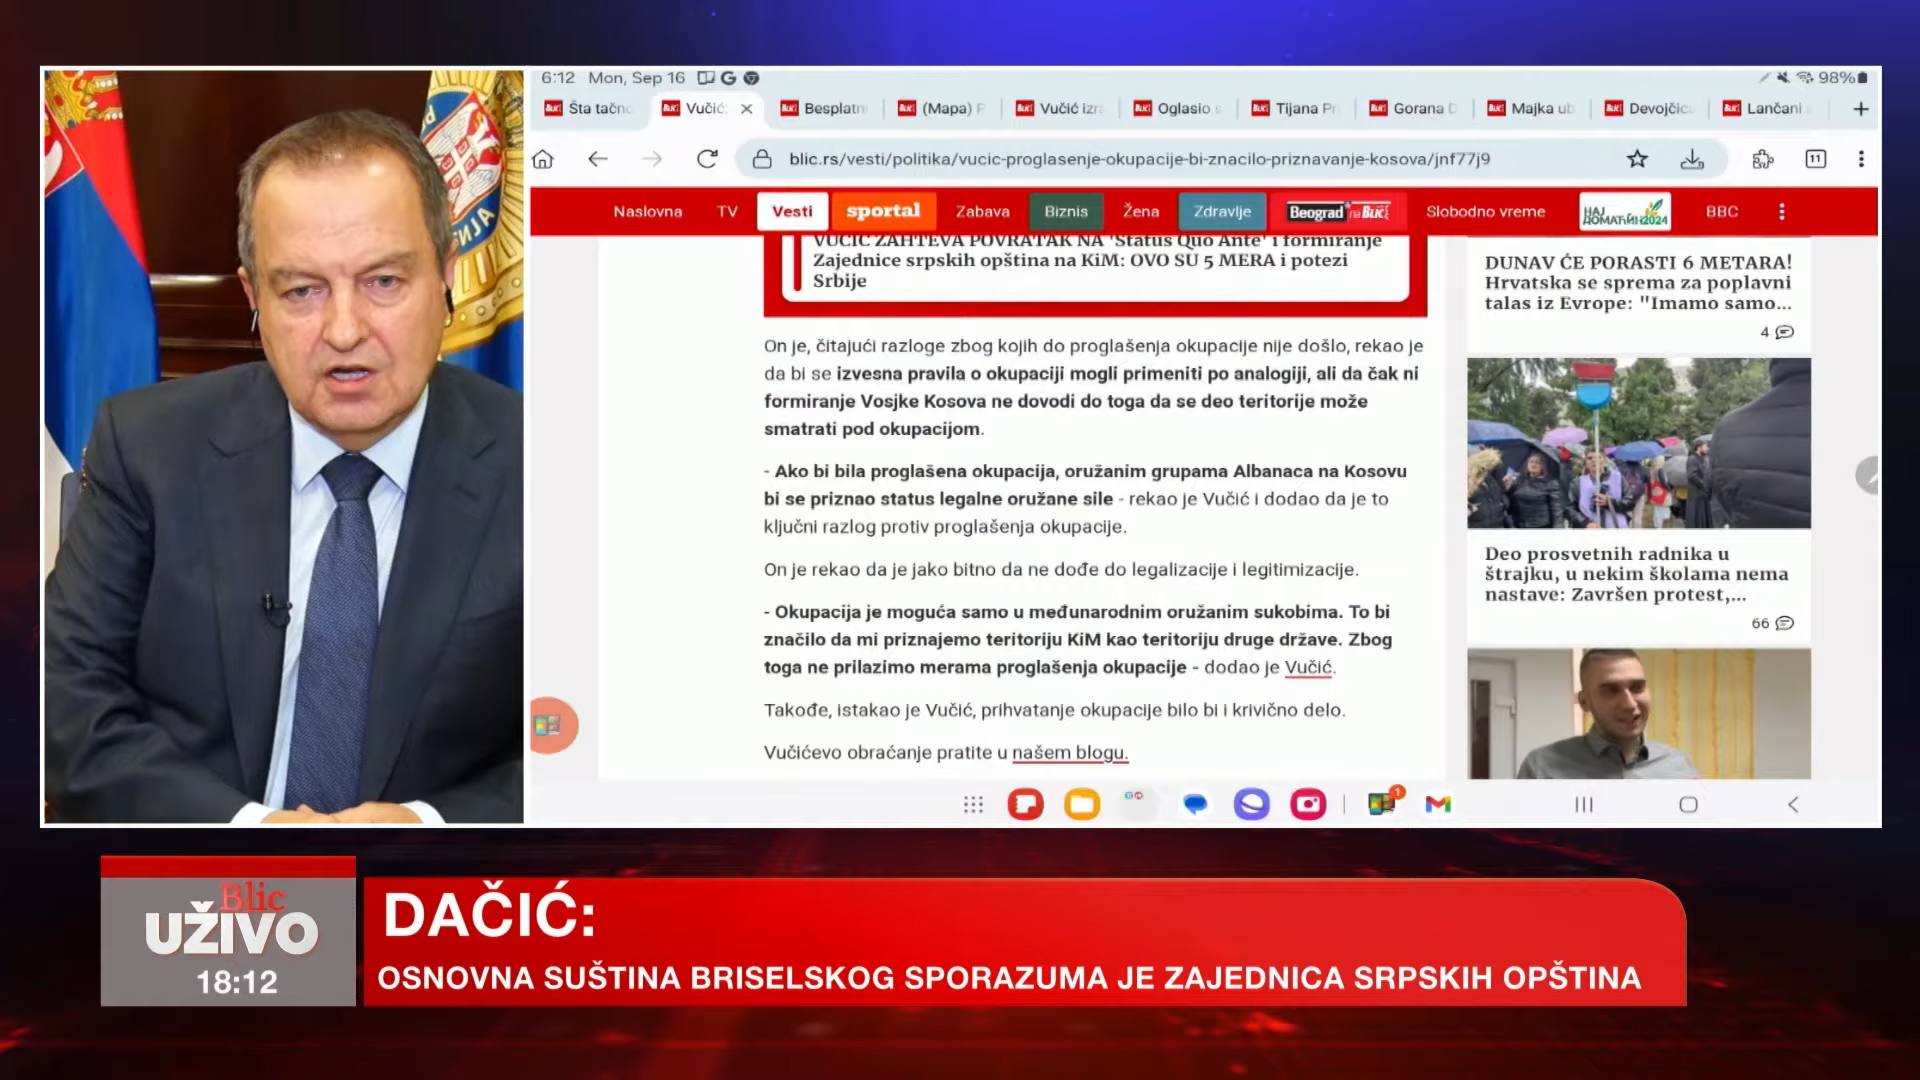 6:12 Mon, Sep 16
98%
Šta tačno
Vučić:
Besplatn
(Mapa) P
Vučić izra
Oglasio s
Tijana Pr
Gorana D
Majka ub
Devojčic
Lančani
blic.rs/vesti/politika/vucic-proglasenje-okupacije-bi-znacilo-priznavanje-kosova/jnf77j9
11
Naslovna TV Vesti sportal Zabava Biznis Žena Zdravlje Beograd na Blic Slobodno vreme НАЈ ДОМАЋИН 2024 BBC
VUČIĆ ZAHTEVA POVRATAK NA 'Status Quo Ante' i formiranje
Zajednice srpskih opština na KiM: OVO SU 5 MERA i potezi
Srbije
On je, čitajući razloge zbog kojih do proglašenja okupacije nije došlo, rekao je
da bi se izvesna pravila o okupaciji mogli primeniti po analogiji, ali da čak ni
formiranje Vosjke Kosova ne dovodi do toga da se deo teritorije može
smatrati pod okupacijom.
- Ako bi bila proglašena okupacija, oružanim grupama Albanaca na Kosovu
bi se priznao status legalne oružane sile - rekao je Vučić i dodao da je to
ključni razlog protiv proglašenja okupacije.
On je rekao da je jako bitno da ne dođe do legalizacije i legitimizacije.
- Okupacija je moguća samo u međunarodnim oružanim sukobima. To bi
značilo da mi priznajemo teritoriju KiM kao teritoriju druge države. Zbog
toga ne prilazimo merama proglašenja okupacije - dodao je Vučić.
Takođe, istakao je Vučić, prihvatanje okupacije bilo bi i krivično delo.
Vučićevo obraćanje pratite u našem blogu.
DUNAV ĆE PORASTI 6 METARA!
Hrvatska se sprema za poplavni
talas iz Evrope: "Imamo samo...
4
Deo prosvetnih radnika u
štrajku, u nekim školama nema
nastave: Završen protest,...
66
1
Blic
UŽIVO
18:12
DAČIĆ:
OSNOVNA SUŠTINA BRISELSKOG SPORAZUMA JE ZAJEDNICA SRPSKIH OPŠTINA